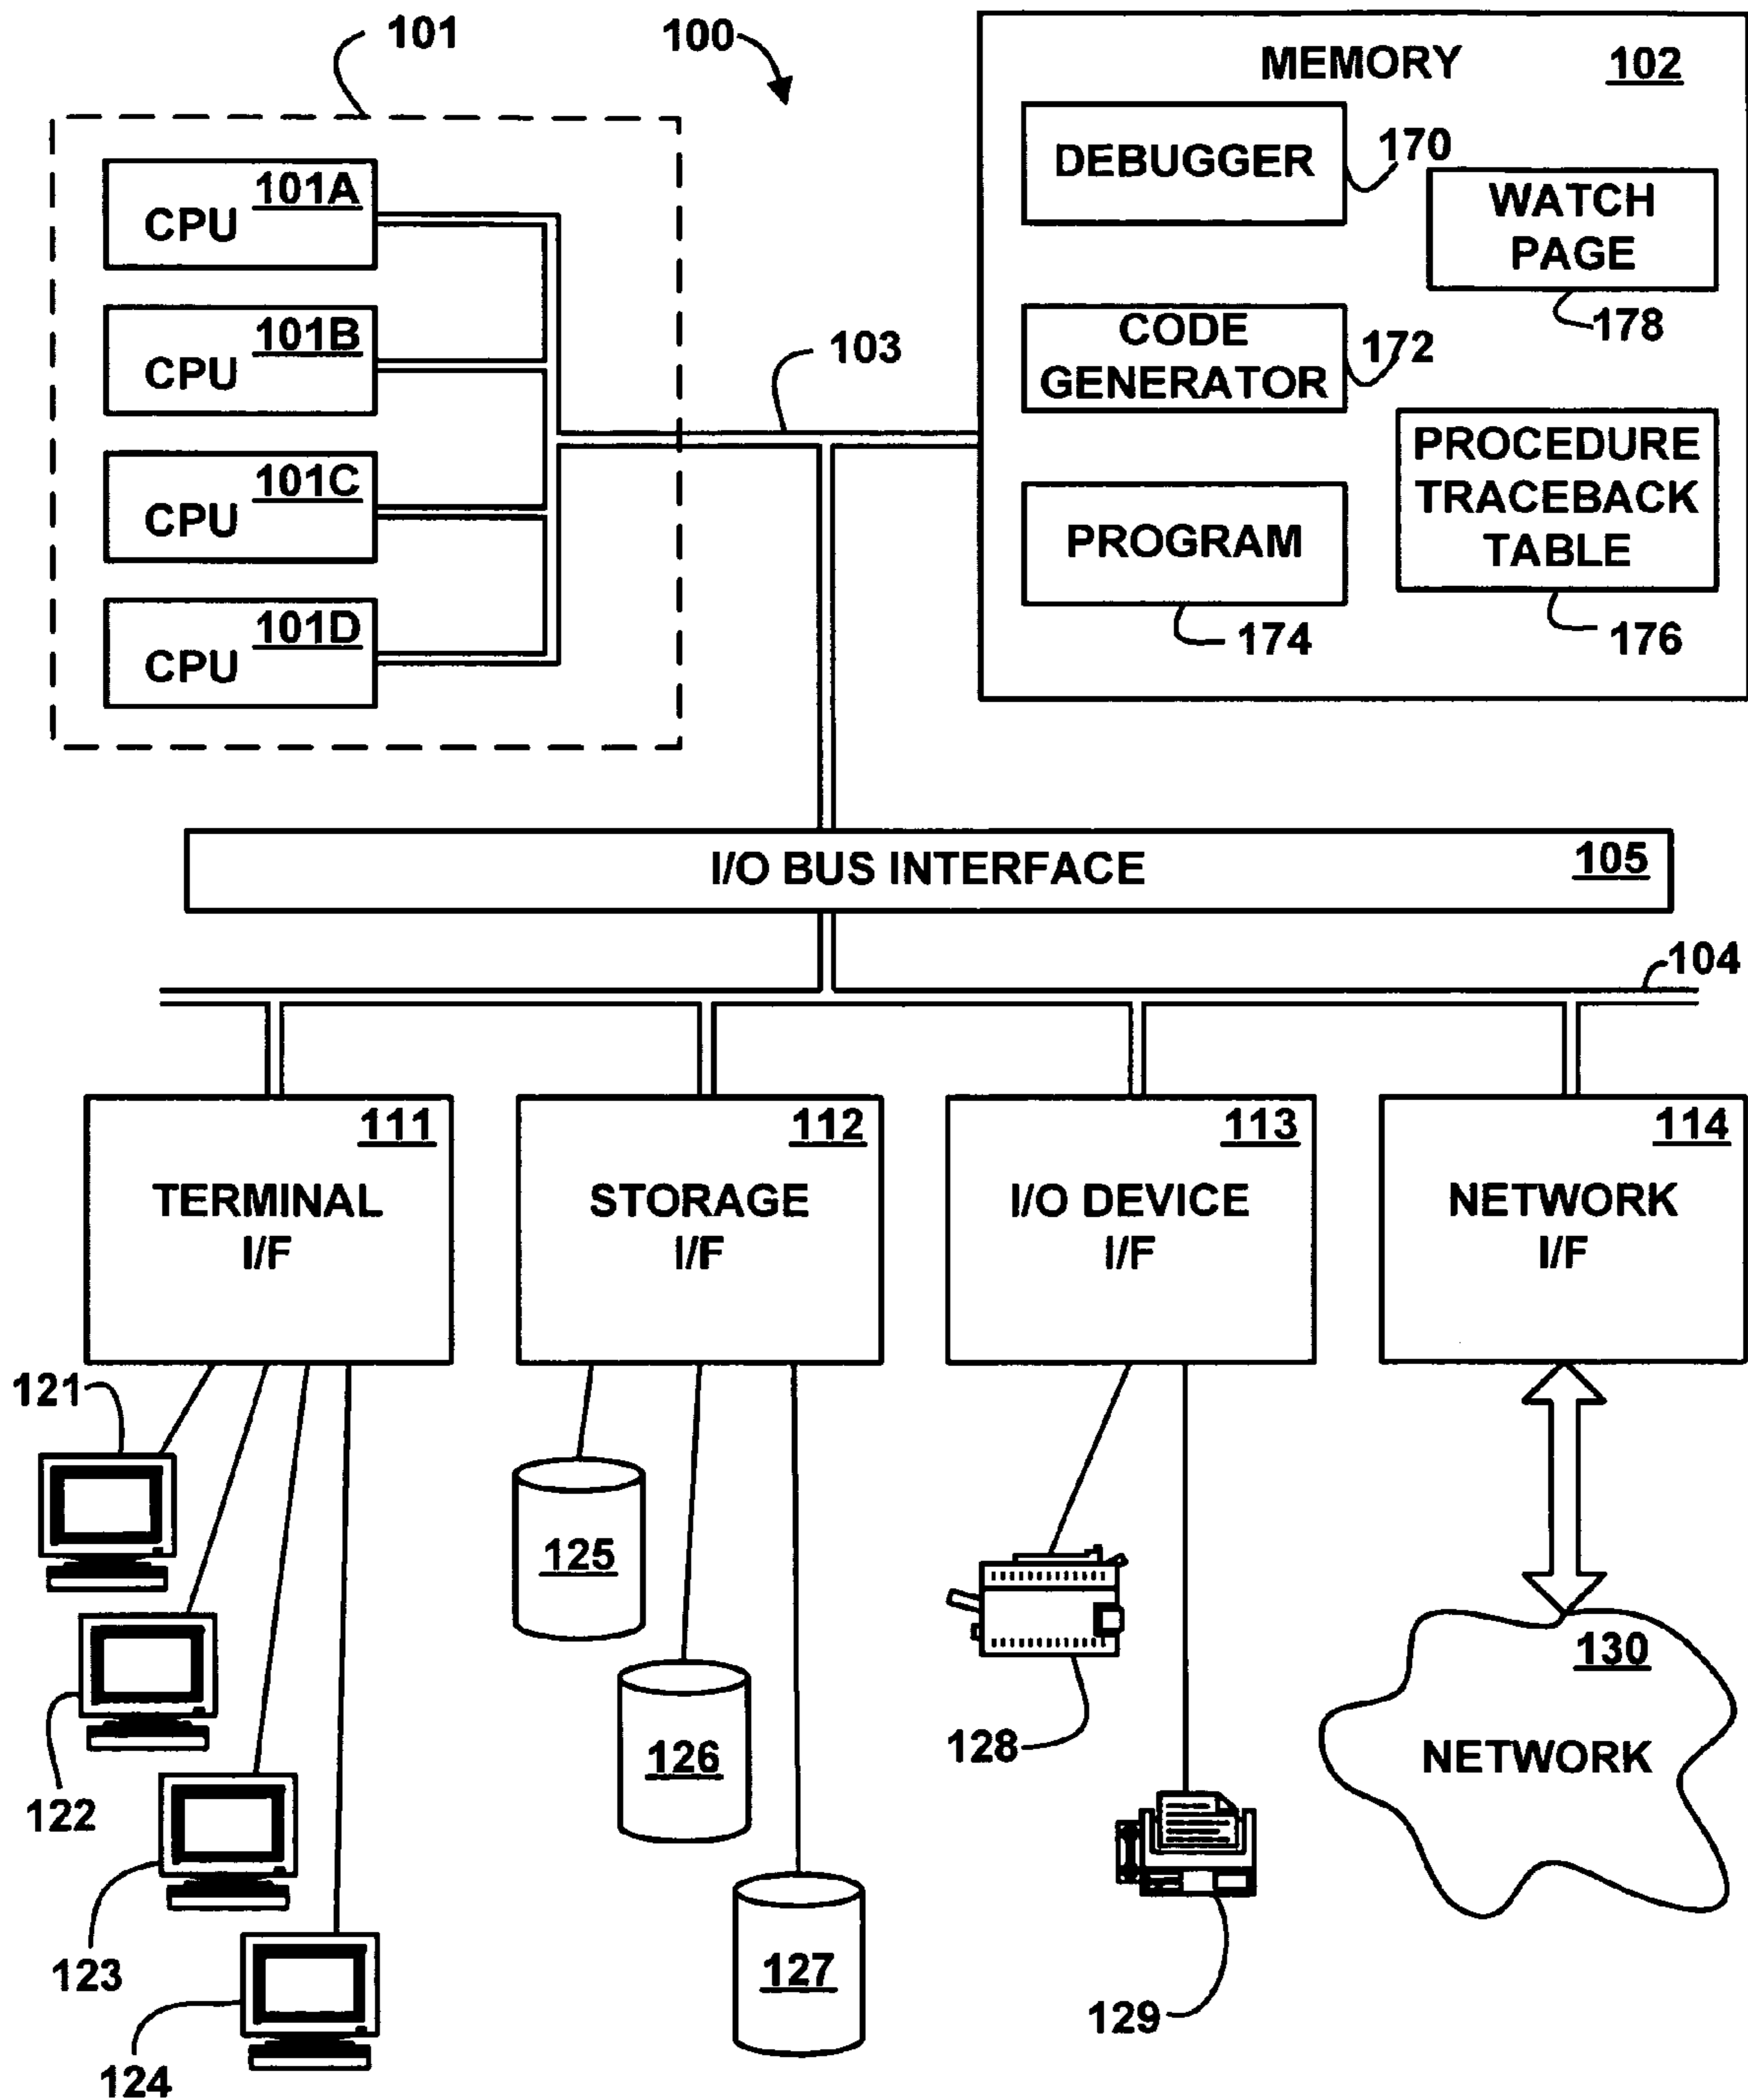 101
100
MEMORY 102
DEBUGGER
170
WATCH
PAGE
178
CODE
GENERATOR
172
PROCEDURE
TRACEBACK
TABLE
176
PROGRAM
174
101A
CPU
101B
CPU
101C
CPU
101D
CPU
103
I/O BUS INTERFACE 105
104
111
TERMINAL
I/F
112
STORAGE
I/F
113
I/O DEVICE
I/F
114
NETWORK
I/F
121
122
123
124
125
126
127
128
129
130
NETWORK